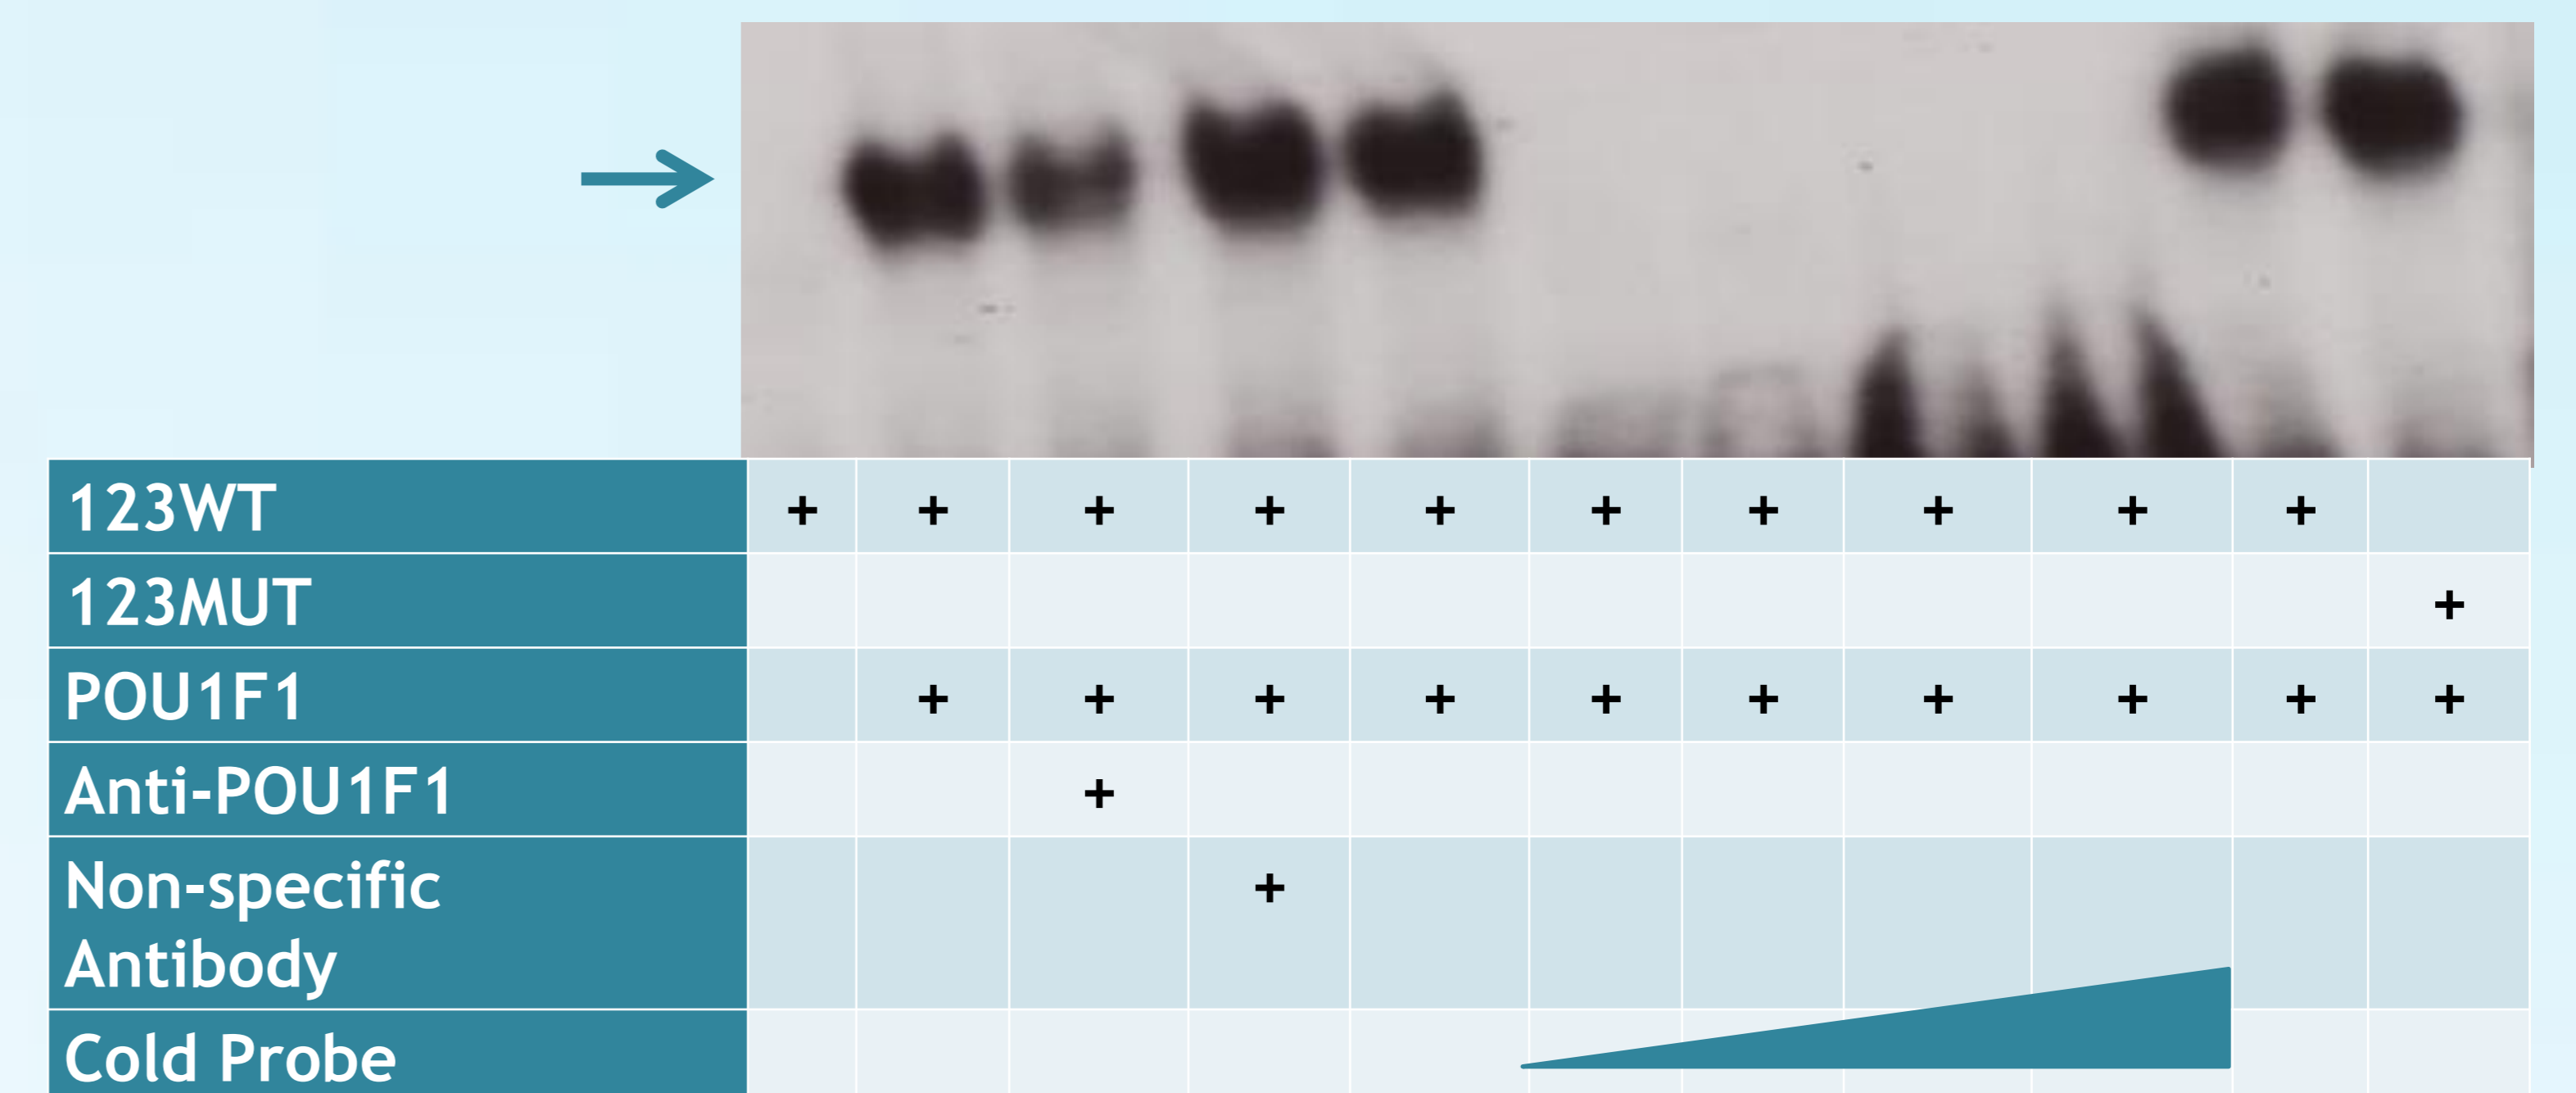 123WT + + + + + + + + + +
123MUT +
POU1F1 + + + + + + + + + +
Anti-POU1F1 +
Non-specific +
Antibody
Cold Probe